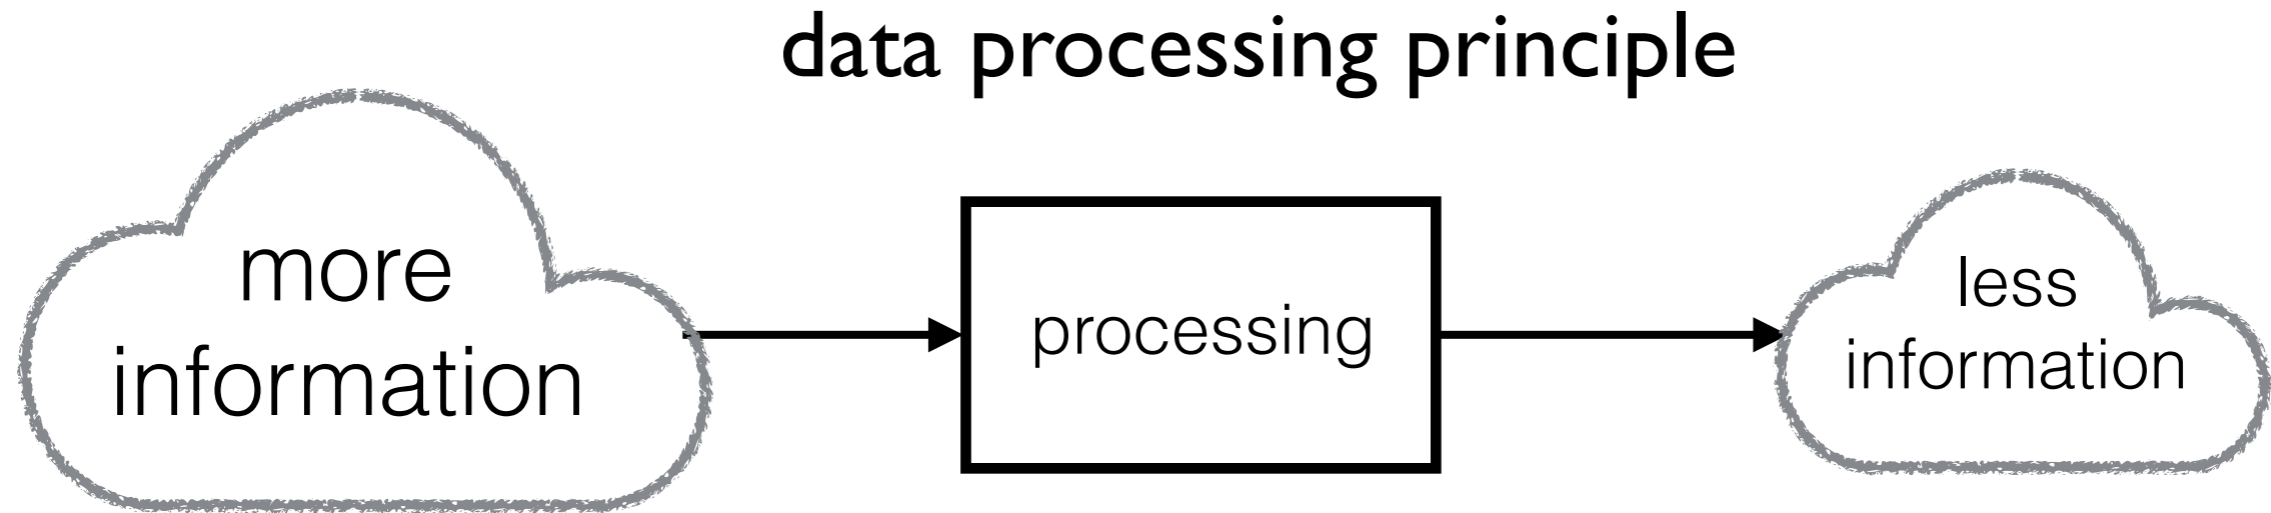 data processing principle
more
information
processing
less
information